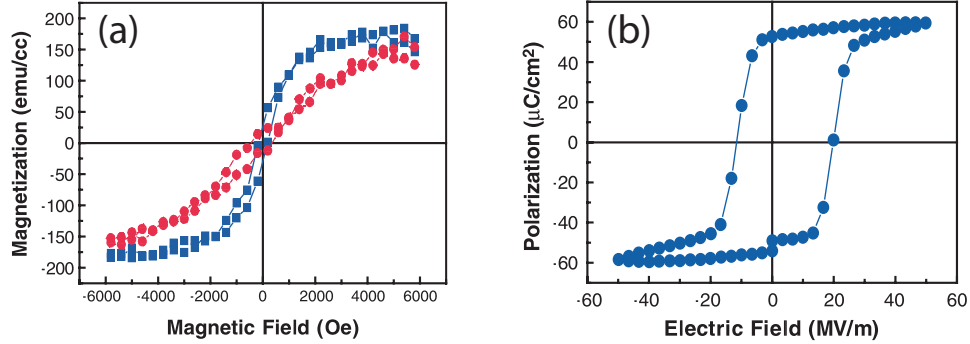 (a)
200
150
100
50
0
-50
-100
-150
-200
Magnetization (emu/cc)
-6000 -4000 -2000 0 2000 4000 6000
Magnetic Field (Oe)
(b)
60
40
20
0
-20
-40
-60
Polarization (μC/cm²)
-60 -40 -20 0 20 40 60
Electric Field (MV/m)